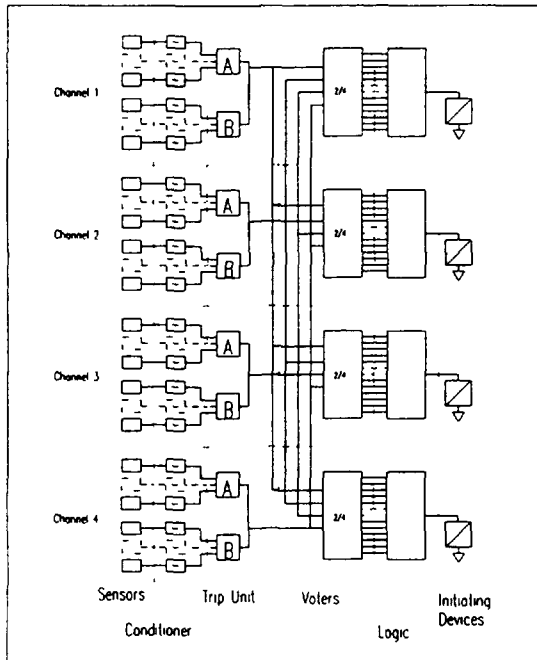 A
Channel 1
2/4
B
A
Channel 2
2/4
B
A
Channel 3
2/4
B
A
Channel 4
2/4
B
Sensors Trip Unit Voters Initiating
Devices
Conditioner Logic